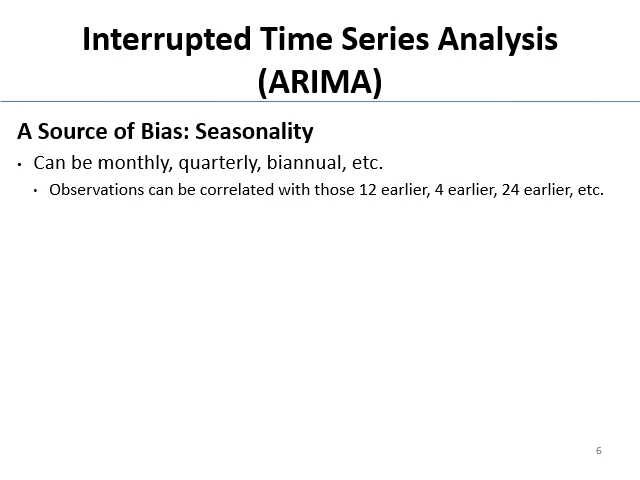 Interrupted Time Series Analysis
(ARIMA)
A Source of Bias: Seasonality
• Can be monthly, quarterly, biannual, etc.
• Observations can be correlated with those 12 earlier, 4 earlier, 24 earlier, etc.
6